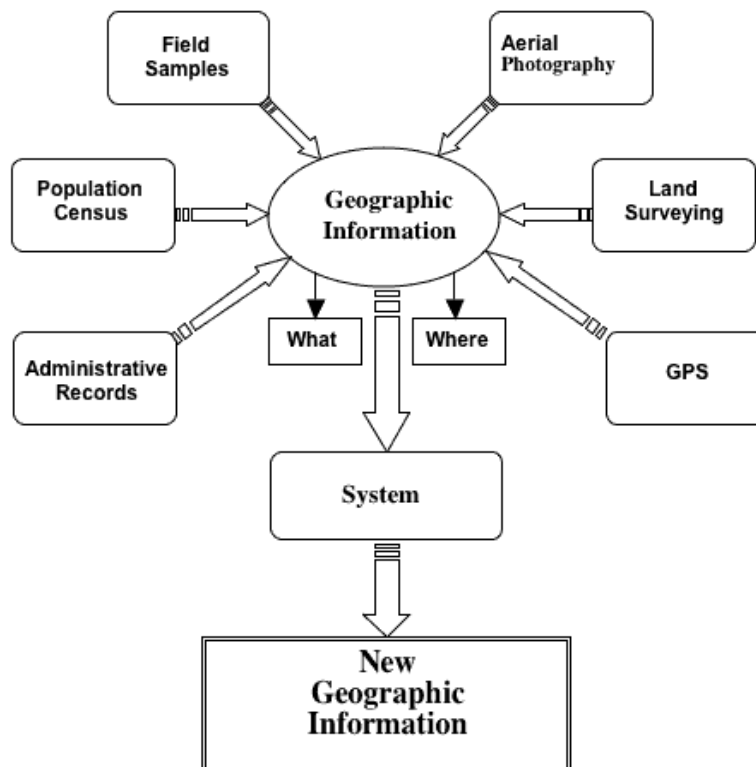 Field
Samples
Aerial
Photography
Population
Census
Geographic
Information
Land
Surveying
What
Where
Administrative
Records
GPS
System
New
Geographic
Information